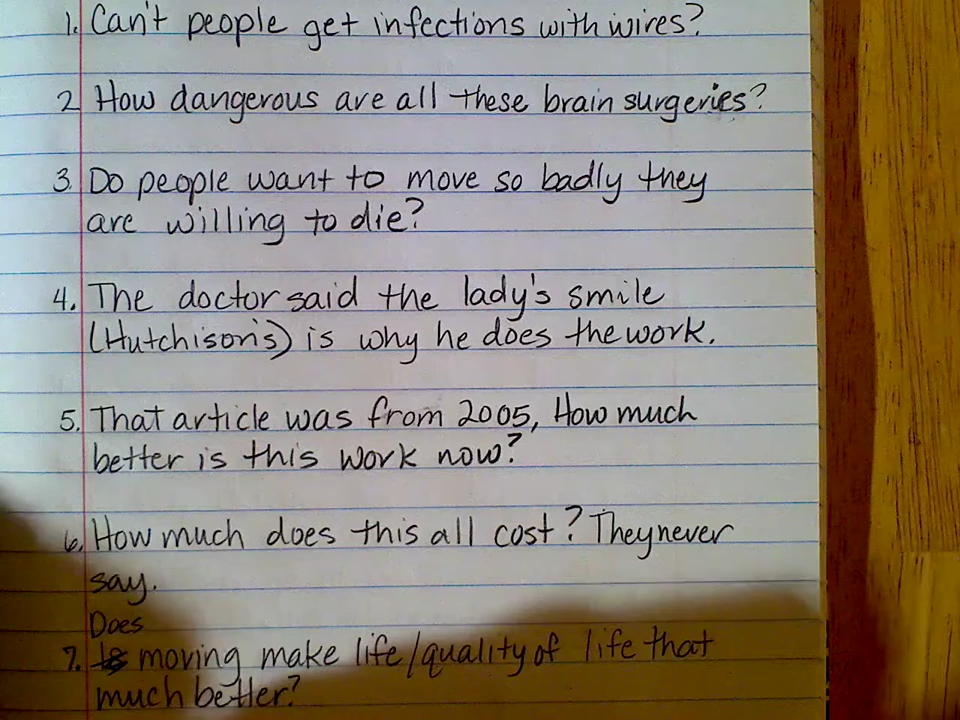 1. Can't people get infections with wires?
2. How dangerous are all these brain surgeries?
3. Do people want to move so badly they
are willing to die?
4. The doctor said the lady's smile
(Hutchison's) is why he does the work.
5. That article was from 2005, How much
better is this work now?
6. How much does this all cost? They never
say.
Does
7. Is moving make life/quality of life that
much better?